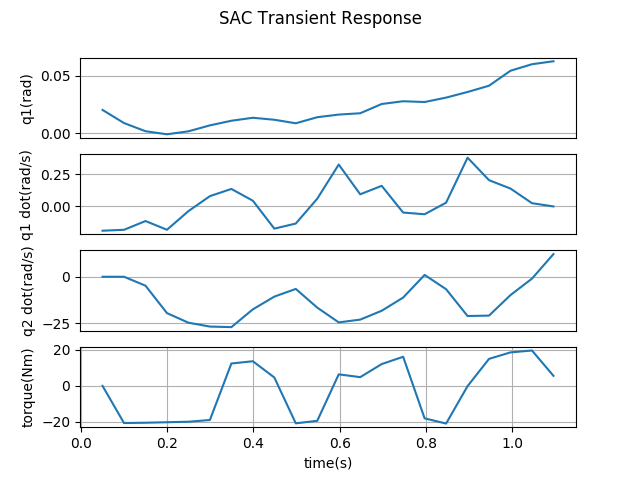 SAC Transient Response
q1(rad)
0.05
0.00
q1 dot(rad/s)
0.25
0.00
q2 dot(rad/s)
0
−25
torque(Nm)
20
0
−20
0.0 0.2 0.4 0.6 0.8 1.0
time(s)